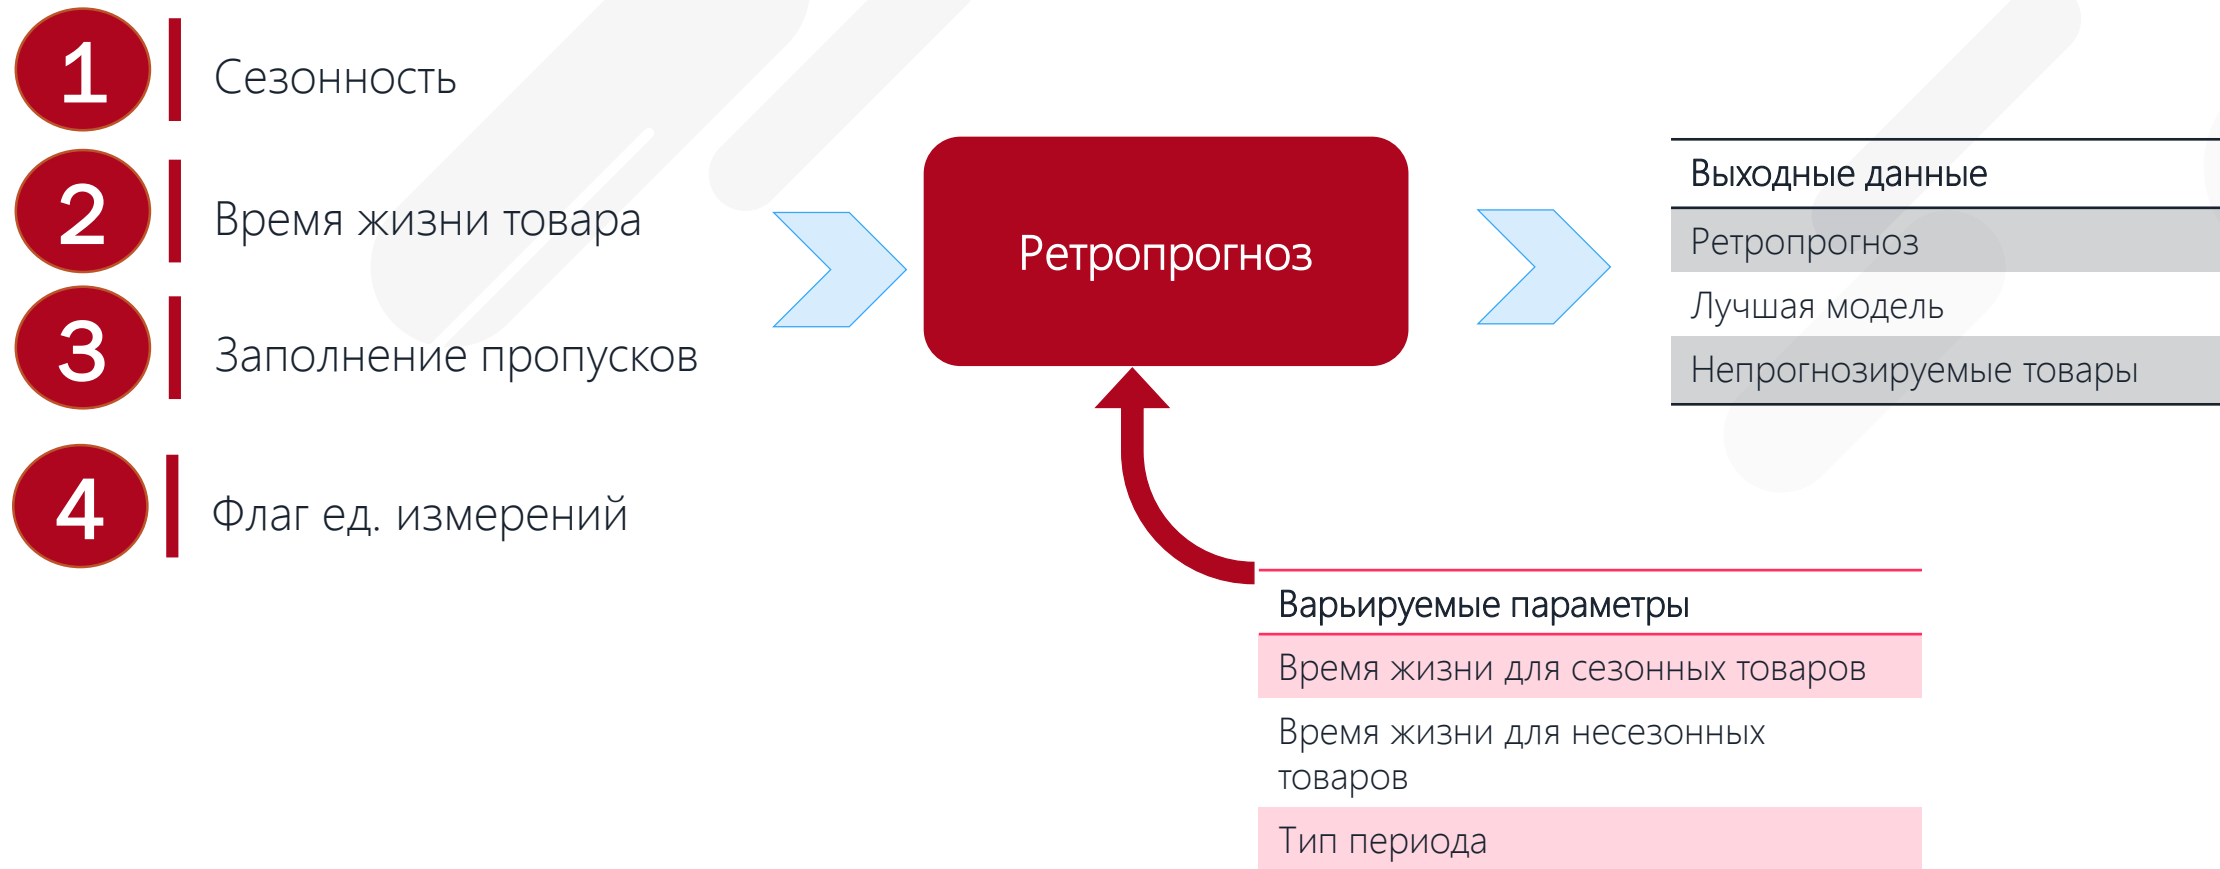 1
Сезонность
2
Время жизни товара
3
Заполнение пропусков
4
Флаг ед. измерений
Ретропрогноз
Выходные данные
Ретропрогноз
Лучшая модель
Непрогнозируемые товары
Варьируемые параметры
Время жизни для сезонных товаров
Время жизни для несезонных
товаров
Тип периода